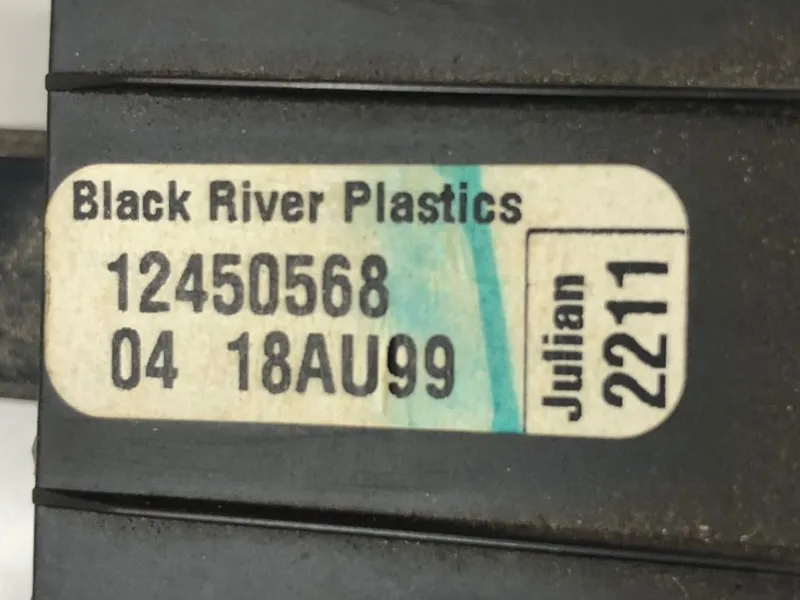 Black River Plastics
12450568
04 18AU99
Julian
2211